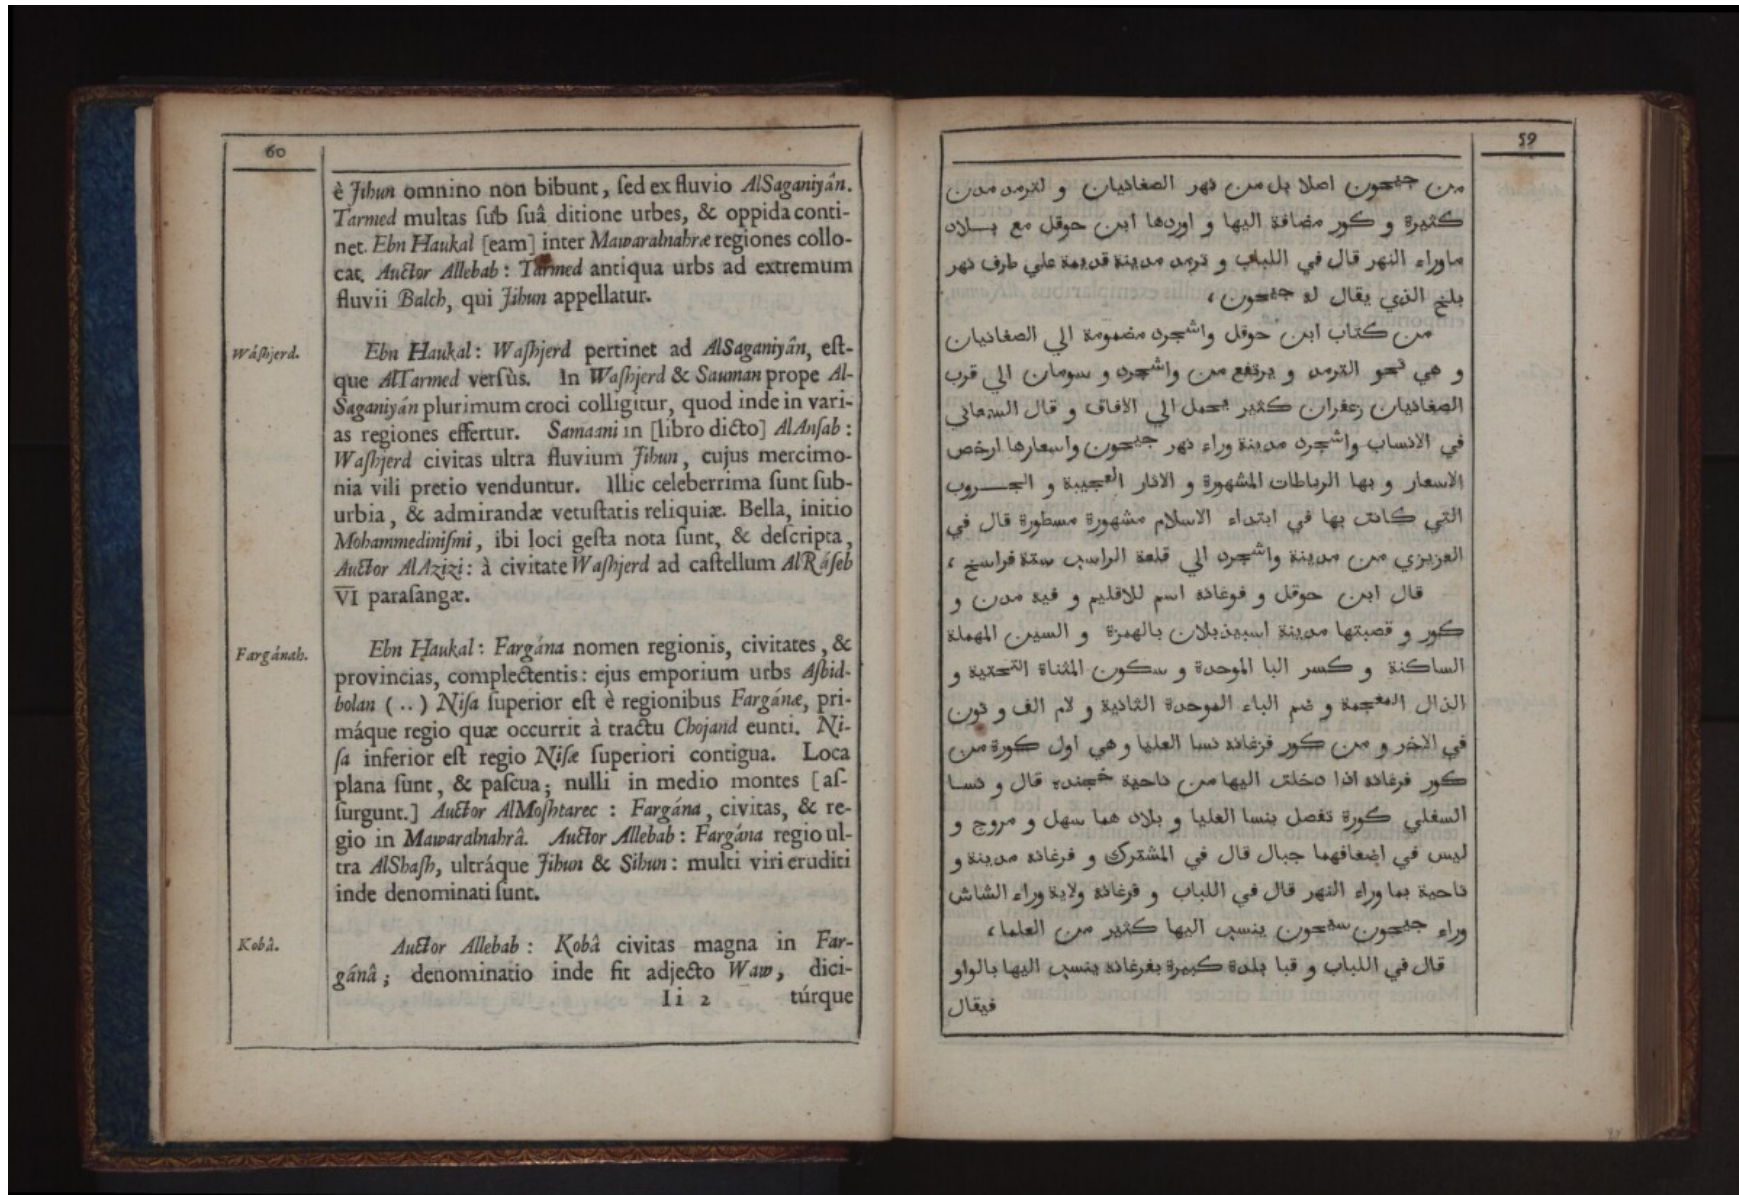 60
è Jihun omnino non bibunt, ſed ex fluvio AlSaganiyân.
Tarmed multas ſub ſuâ ditione urbes, & oppida conti-
net. Ebn Haukal [eam] inter Mawaralnahræ regiones collo-
cat. Auctor Allebab : Tarmed antiqua urbs ad extremum
fluvii Balch, qui Jihun appellatur.
Wáſhjerd.
Ebn Haukal : Waſhjerd pertinet ad AlSaganiyân, eſt-
que AlTarmed verſùs. In Waſhjerd & Sauman prope Al-
Saganiyán plurimum croci colligitur, quod inde in vari-
as regiones effertur. Samaani in [libro dicto] AlAnſab :
Waſhjerd civitas ultra fluvium Jihun, cujus mercimo-
nia vili pretio venduntur. Illic celeberrima ſunt ſub-
urbia, & admirandæ vetuſtatis reliquiæ. Bella, initio
Mohammediniſmi, ibi loci geſta nota ſunt, & deſcripta,
Auctor AlAzizi : à civitate Waſhjerd ad caſtellum AlRáſeb
VI paraſangæ.
Fargánah.
Ebn Haukal : Fargána nomen regionis, civitates, &
provincias, complectentis : ejus emporium urbs Aſbid-
bolan ( .. ) Niſa ſuperior eſt è regionibus Fargánæ, pri-
máque regio quæ occurrit à tractu Chojand eunti. Ni-
ſa inferior eſt regio Niſæ ſuperiori contigua. Loca
plana ſunt, & paſcua; nulli in medio montes [aſ-
ſurgunt.] Auctor AlMoſhtarec : Fargána, civitas, & re-
gio in Mawaralnahrâ. Auctor Allebab : Fargána regio ul-
tra AlShaſh, ultráque Jihun & Sihun : multi viri eruditi
inde denominati ſunt.
Kobâ.
Auctor Allebab : Kobâ civitas magna in Far-
gánâ ; denominatio inde fit adjecto Waw, dici-
Ii 2 túrque
59
من جيحون اصلا بل من نهر الصغانيان و لترمد مدن
كثيرة و كور مضافة اليها و اوردها ابن حوقل مع بلاد
ماوراء النهر قال في اللباب و ترمد مدينة قديمة علي طرف نهر
بلخ الذي يقال له جيحون،
من كتاب ابن حوقل واشجرد مضمومة الي الصغانيان
و هي نحو الترمد و يرتفع من واشجرد و سومان الي قرب
الصغانيان زعفران كثير يحمل الي الافاق و قال السمعاني
في الانساب واشجرد مدينة وراء نهر جيحون واسعارها ارخص
الاسعار و بها الرباطات المشهورة و الاثار العجيبة و الحروب
التي كانت بها في ابتداء الاسلام مشهورة مسطورة قال في
العزيزي من مدينة واشجرد الي قلعة الراسب ستة فراسخ،
قال ابن حوقل و فوغانه اسم للاقليم و فيه مدن و
كور و قصبتها مدينة اسبيذبلان بالهمزة و السين المهملة
الساكنة و كسر البا الموحدة و سكون المثناة التحتية و
الذال المعجمة و ضم الباء الموحدة الثانية و لام الف و نون
في الاخر و من كور فرغانه نسا العليا و هي اول كورة من
كور فرغانه اذا دخلت اليها من ناحية خجنده قال و نسا
السفلي كورة تفصل بنسا العليا و بلاد هما سهل و مروج و
ليس في اضعافهما جبال قال في المشترك و فرغانه مدينة و
ناحية بما وراء النهر قال في اللباب و فرغانه ولاية وراء الشاش
وراء جيحون سيحون ينسب اليها كثير من العلما،
قال في اللباب و قبا بلدة كبيرة بفرغانه ينسب اليها بالواو
فيقال